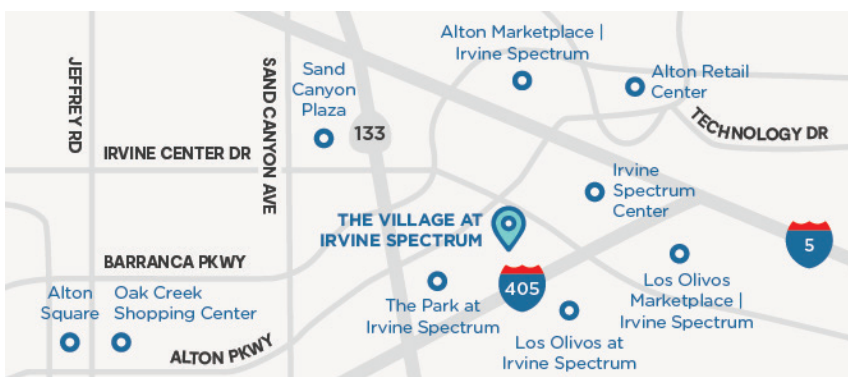 Alton Marketplace |
Irvine Spectrum
Alton Retail
Center
Sand
Canyon
Plaza
JEFFREY RD
SAND CANYON AVE
133
TECHNOLOGY DR
IRVINE CENTER DR
Irvine
Spectrum
Center
THE VILLAGE AT
IRVINE SPECTRUM
5
BARRANCA PKWY
405
Alton
Square
Oak Creek
Shopping Center
The Park at
Irvine Spectrum
Los Olivos
Marketplace |
Irvine Spectrum
Los Olivos at
Irvine Spectrum
ALTON PKWY